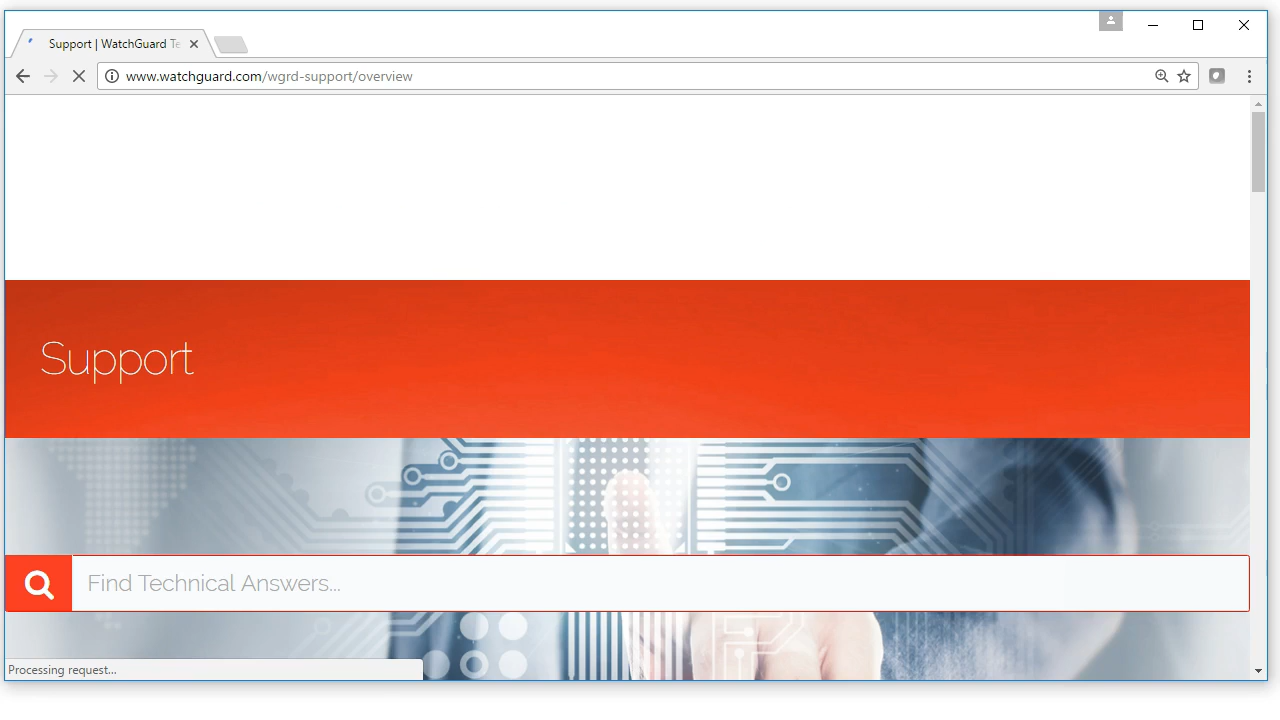 Support | WatchGuard Te
www.watchguard.com/wgrd-support/overview
Support
Find Technical Answers...
Processing request...